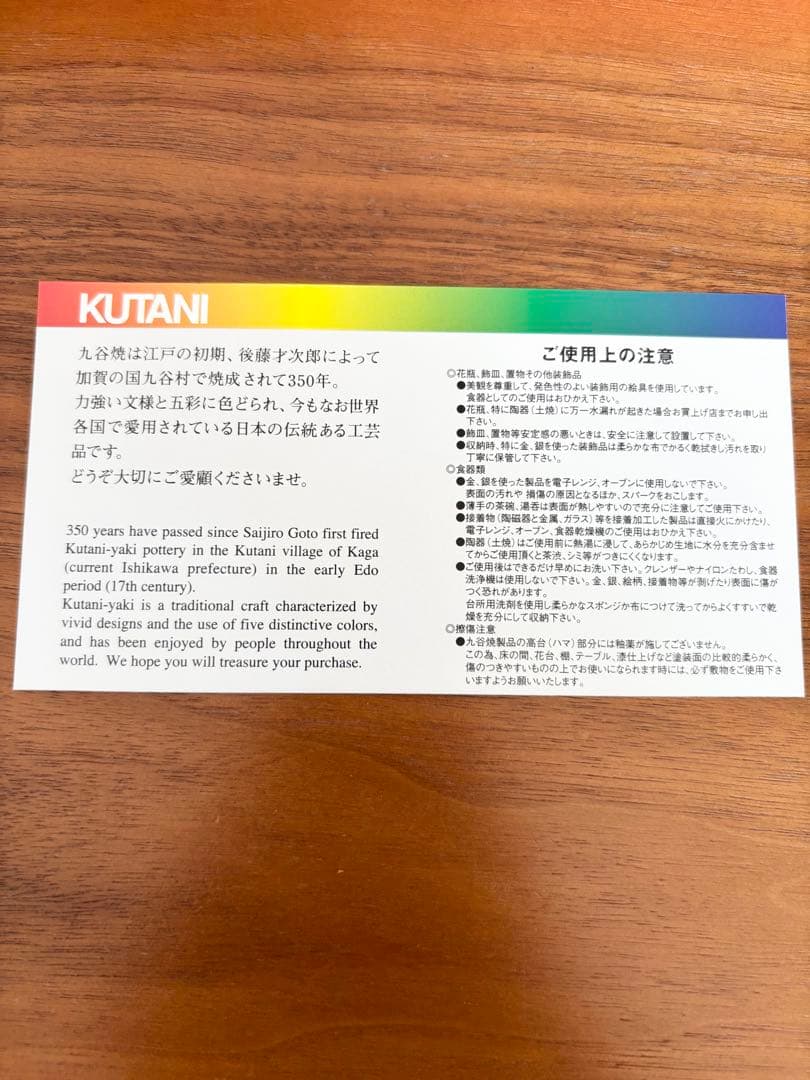 KUTANI
九谷焼は江戸の初期、後藤才次郎によって
加賀の国九谷村で焼成されて350年。
力強い文様と五彩に色どられ、今もなお世界
各国で愛用されている日本の伝統ある工芸
品です。
どうぞ大切にご愛顧くださいませ。
350 years have passed since Saijiro Goto first fired
Kutani-yaki pottery in the Kutani village of Kaga
(current Ishikawa prefecture) in the early Edo
period (17th century).
Kutani-yaki is a traditional craft characterized by
vivid designs and the use of five distinctive colors,
and has been enjoyed by people throughout the
world. We hope you will treasure your purchase.
ご使用上の注意
◎花瓶、飾皿、置物その他装飾品
●美観を尊重して、発色性のよい装飾用の絵具を使用しています。
食器としてのご使用はおひかえ下さい。
●花瓶、特に陶器（土焼）に万一水漏れが起きた場合お買上げ店までお申し出
下さい。
●飾皿、置物等安定感の悪いときは、安全に注意して設置して下さい。
●収納時、特に金、銀を使った装飾品は柔らかな布でかるく乾拭きし汚れを取り
丁寧に保管して下さい。
◎食器類
●金、銀を使った製品を電子レンジ、オーブンに使用しないで下さい。
表面の汚れや 損傷の原因となるほか、スパークをおこします。
●薄手の茶碗、湯呑は表面が熱しやすいので充分に注意してご使用下さい。
●接着物（陶磁器と金属、ガラス）等を接着加工した製品は直接火にかけたり、
電子レンジ、オーブン、食器乾燥機のご使用はおひかえ下さい。
●陶器（土焼）はご使用前に熱湯に浸して、あらかじめ生地に水分を充分含ませ
てからご使用頂くと茶渋、シミ等がつきにくくなります。
●ご使用後はできるだけ早めにお洗い下さい。クレンザーやナイロンたわし、食器
洗浄機は使用しないで下さい。金、銀、絵柄、接着物等が剥げたり表面に傷が
つく恐れがあります。
台所用洗剤を使用し柔らかなスポンジか布につけて洗ってからよくすすいで乾
燥を充分にして収納下さい。
◎擦傷注意
●九谷焼製品の高台（ハマ）部分には釉薬が施してございません。
この為、床の間、花台、棚、テーブル、漆仕上げなど塗装面の比較的柔らかく、
傷のつきやすいものの上でお使いになられます時には、必ず敷物をご使用下さ
いますようお願いいたします。